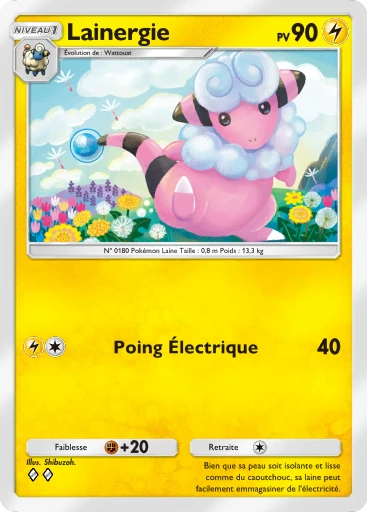 NIVEAU 1
Lainergie
PV 90
Évolution de : Wattouat
N° 0180 Pokémon Laine Taille : 0,8 m Poids : 13,3 kg
Poing Électrique 40
Faiblesse +20 Retraite
Illus. Shibuzoh.
Bien que sa peau soit isolante et lisse
comme du caoutchouc, sa laine peut
facilement emmagasiner de l'électricité.